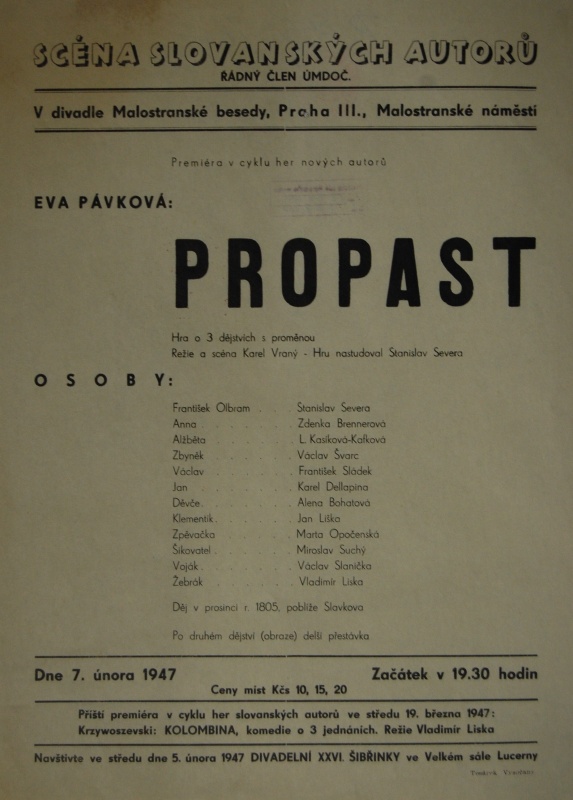 SCÉNA SLOVANSKÝCH AUTORŮ
ŘÁDNÝ ČLEN ÚMDOČ.
V divadle Malostranské besedy, Praha III., Malostranské náměstí
Premiéra v cyklu her nových autorů
EVA PÁVKOVÁ:
PROPAST
Hra o 3 dějstvích s proměnou
Režie a scéna Karel Vraný - Hru nastudoval Stanislav Severa
OSOBY:
František Olbram . . . Stanislav Severa
Anna . . . . . . Zdenka Brennerová
Alžběta . . . . . . L. Kasíková-Kafková
Zbyněk . . . . . . Václav Švarc
Václav . . . . . . František Sládek
Jan . . . . . . Karel Dellapina
Děvče . . . . . . Alena Bohatová
Klementik . . . . . . Jan Liška
Zpěvačka . . . . . . Marta Opočenská
Šikovatel . . . . . . Miroslav Suchý
Voják . . . . . . Václav Slanička
Žebrák . . . . . . Vladimír Liska
Děj v prosinci r. 1805, poblíže Slavkova
Po druhém dějství (obraze) delší přestávka
Dne 7. února 1947 Začátek v 19.30 hodin
Ceny míst Kčs 10, 15, 20
Příští premiéra v cyklu her slovanských autorů ve středu 19. března 1947:
Krzywoszevski: KOLOMBINA, komedie o 3 jednáních. Režie Vladimír Liska
Navštivte ve středu dne 5. února 1947 DIVADELNÍ XXVI. ŠIBŘINKY ve Velkém sále Lucerny